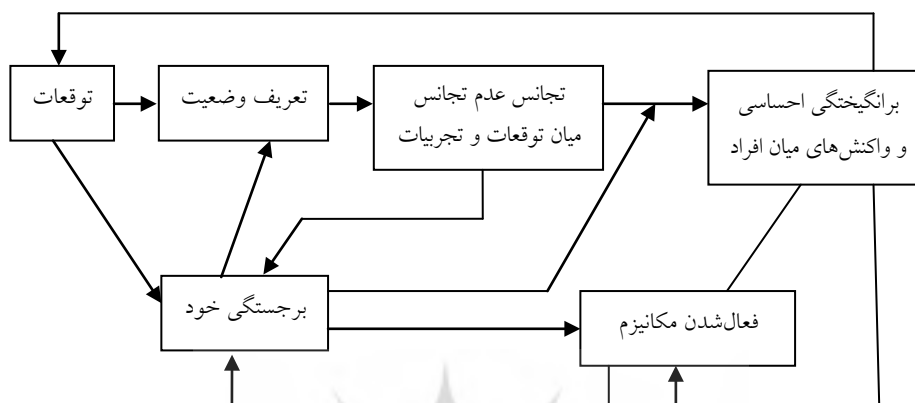 توقعات
تعریف وضعیت
تجانس عدم تجانس
میان توقعات و تجربیات
برانگیختگی احساسی
و واکنش‌های میان افراد
برجستگی خود
فعال‌شدن مکانیزم